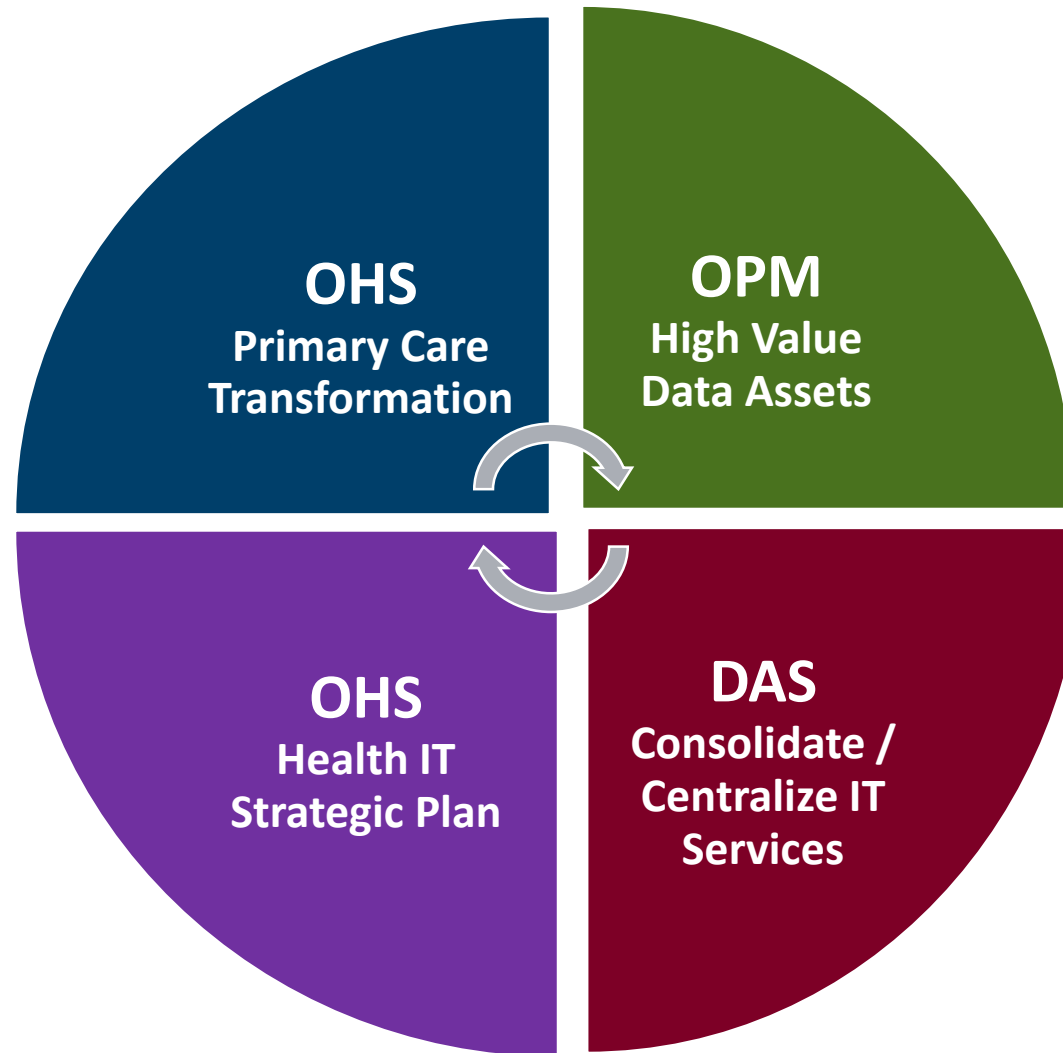 OHS
Primary Care
Transformation
OPM
High Value
Data Assets
OHS
Health IT
Strategic Plan
DAS
Consolidate /
Centralize IT
Services